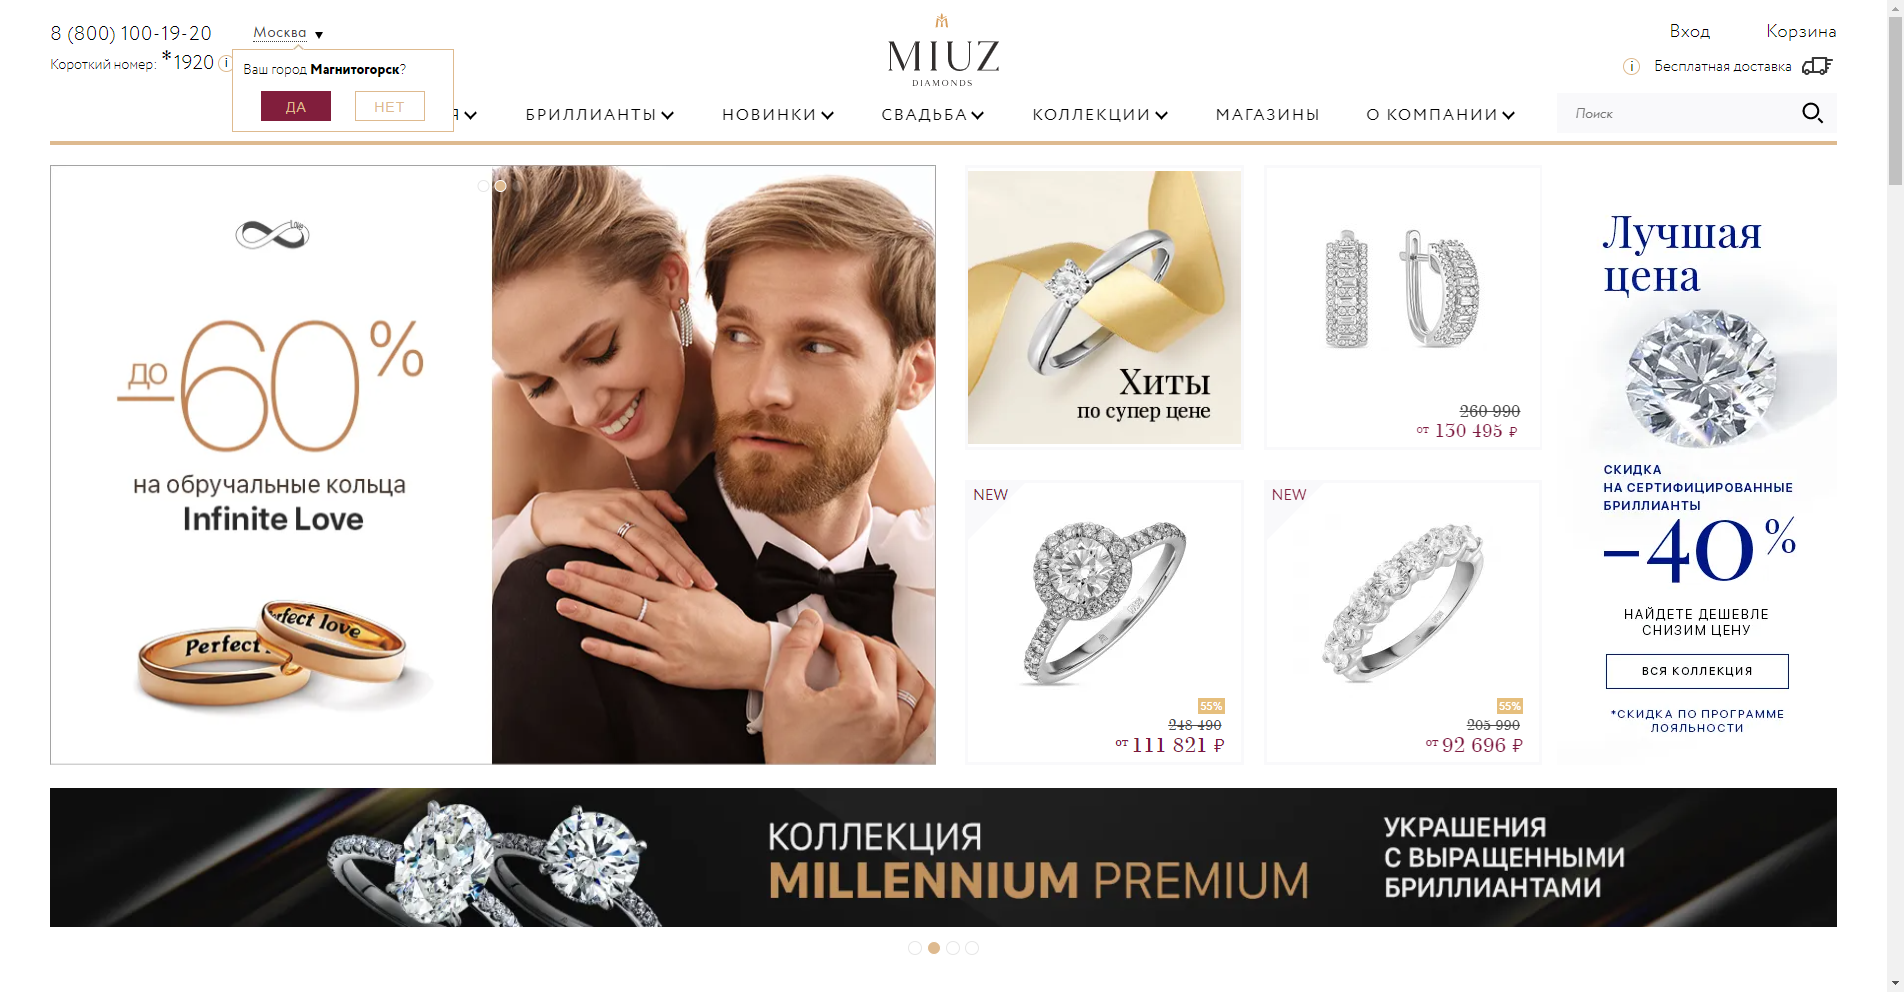 8 (800) 100-19-20
Москва ▼
Короткий номер: *1920
Ваш город Магнитогорск?
ДА
НЕТ
MIUZ
DIAMONDS
Вход
Корзина
Бесплатная доставка
Я
БРИЛЛИАНТЫ
НОВИНКИ
СВАДЬБА
КОЛЛЕКЦИИ
МАГАЗИНЫ
О КОМПАНИИ
Поиск
Love
до
60%
на обручальные кольца
Infinite Love
Perfect
rfect love
Хиты
по супер цене
260 990
от 130 495 ₽
NEW
55%
248 490
от 111 821 ₽
NEW
55%
205 990
от 92 696 ₽
Лучшая
цена
СКИДКА
НА СЕРТИФИЦИРОВАННЫЕ
БРИЛЛИАНТЫ
–40%
НАЙДЕТЕ ДЕШЕВЛЕ
СНИЗИМ ЦЕНУ
ВСЯ КОЛЛЕКЦИЯ
*СКИДКА ПО ПРОГРАММЕ
ЛОЯЛЬНОСТИ
КОЛЛЕКЦИЯ
MILLENNIUM PREMIUM
УКРАШЕНИЯ
С ВЫРАЩЕННЫМИ
БРИЛЛИАНТАМИ